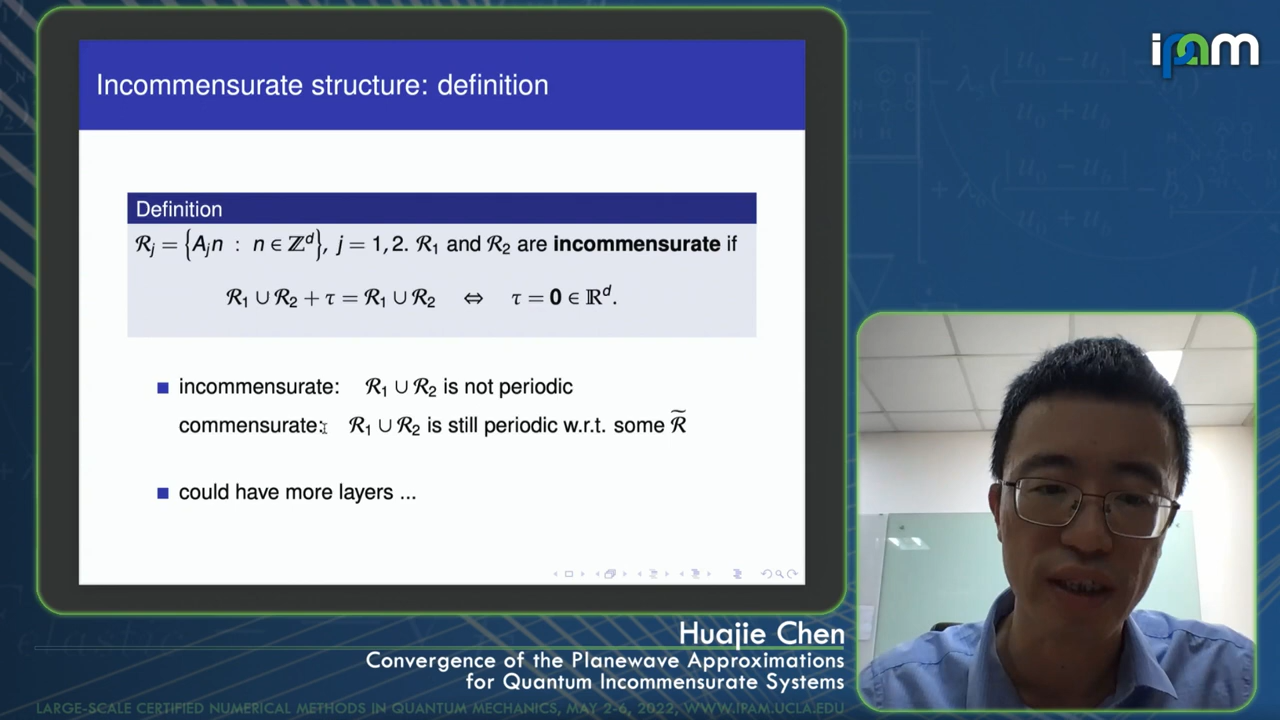 ipam
Incommensurate structure: definition
Definition
ℛⱼ = {Aⱼn : n ∈ ℤᵈ}, j = 1, 2. ℛ₁ and ℛ₂ are incommensurate if
ℛ₁ ∪ ℛ₂ + τ = ℛ₁ ∪ ℛ₂ ⇔ τ = 0 ∈ ℝᵈ.
■ incommensurate: ℛ₁ ∪ ℛ₂ is not periodic
commensurate: ℛ₁ ∪ ℛ₂ is still periodic w.r.t. some ℛ̃
■ could have more layers ...
Huajie Chen
Convergence of the Planewave Approximations
for Quantum Incommensurate Systems
LARGE-SCALE CERTIFIED NUMERICAL METHODS IN QUANTUM MECHANICS, MAY 2-6, 2022, WWW.IPAM.UCLA.EDU